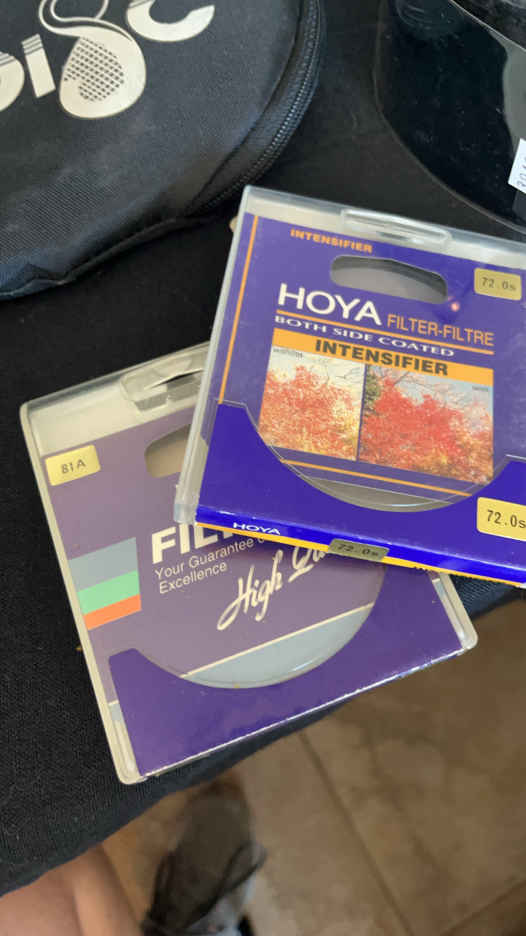 DISC
INTENSIFIER
72.0s
HOYA FILTER-FILTRE
BOTH SIDE COATED
INTENSIFIER
72.0s
HOYA
72.0s
81A
Your Guarantee
Excellence
High